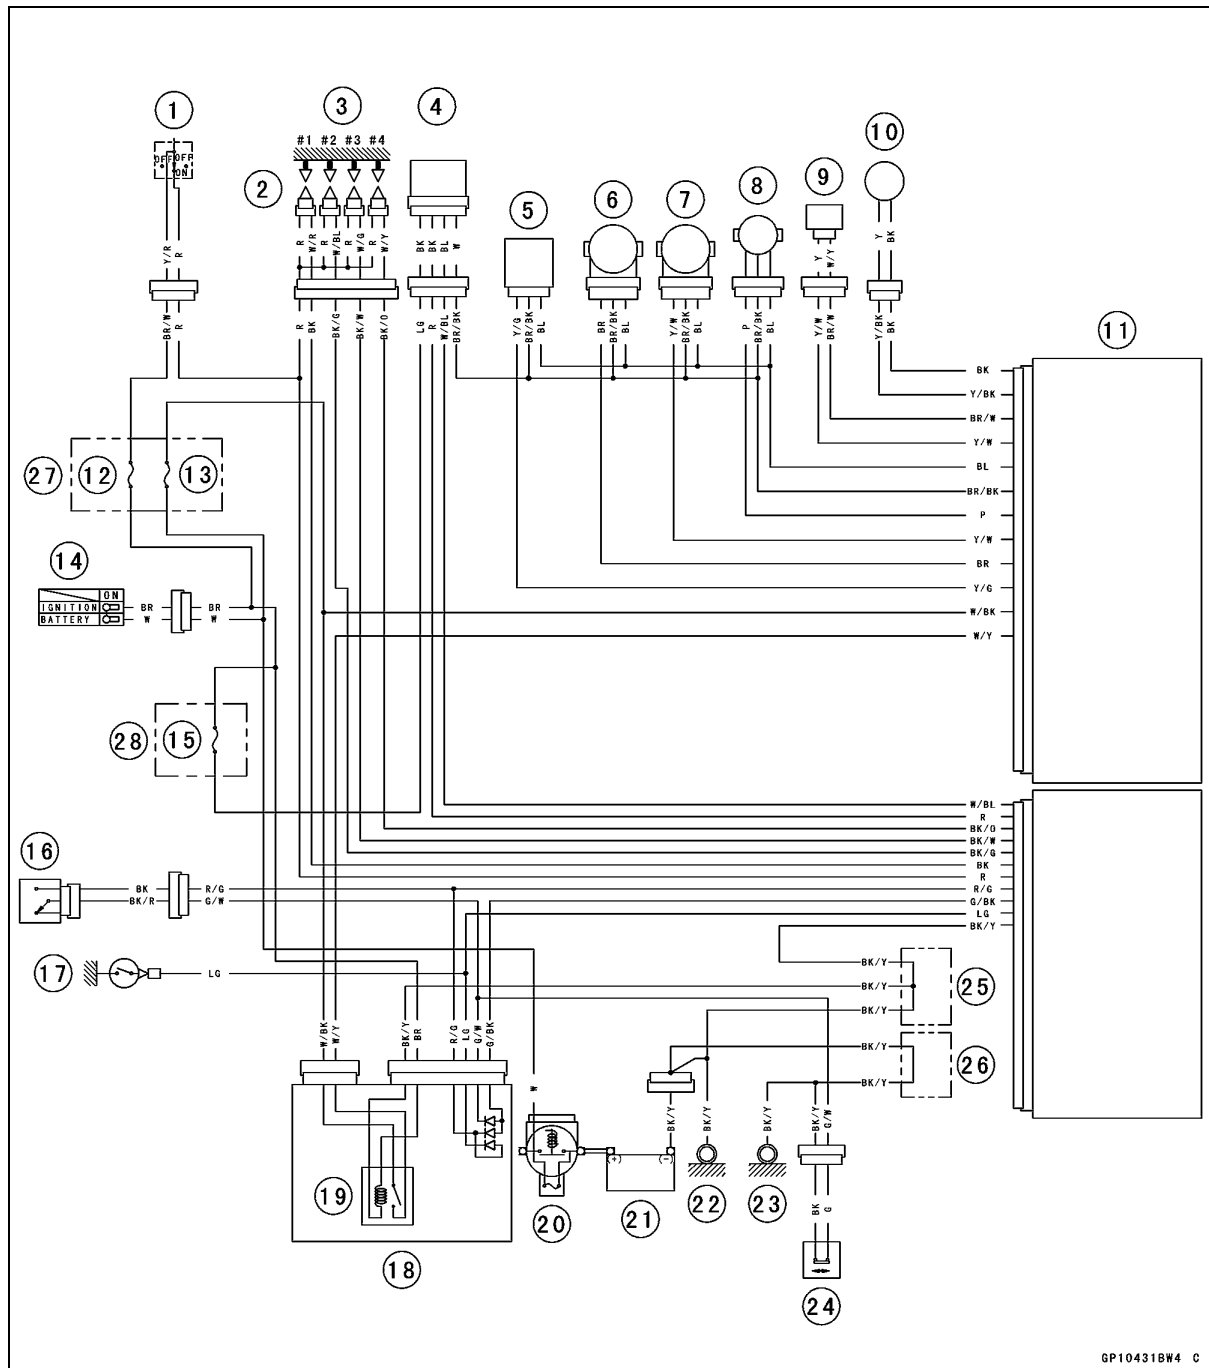 1
3
4
#1 #2 #3 #4
10
OFF OFF
ON
2
9
8
6
7
5
Y/R
R
R
W/R
R
W/BL
R
W/G
R
W/Y
BK
BK
BL
W
Y
W/Y
Y
BK
BR/W
R
R
BK
BK/G
BK/W
BK/O
LG
R
W/BL
BR/BK
Y/G
BR/BK
BL
BR
BR/BK
BL
Y/W
BR/BK
BL
P
BR/BK
BL
Y/W
BR/W
Y/BK
BK
11
BK
Y/BK
BR/W
Y/W
BL
BR/BK
P
Y/W
BR
Y/G
W/BK
W/Y
27
12
13
14
ON
IGNITION
BATTERY
BR
W
BR
W
28
15
W/BL
R
BK/O
BK/W
BK/G
BK
R
R/G
G/BK
LG
BK/Y
16
BK
BK/R
R/G
G/W
17
LG
BK/Y
BK/Y
BK/Y
25
BK/Y
BK/Y
26
W/BK
W/Y
BK/Y
BR
R/G
LG
G/W
G/BK
W
BK/Y
BK/Y
BK/Y
BK/Y
G/W
(+)
(-)
19
20
21
22
23
BK
G
18
24
GP10431BW4 C